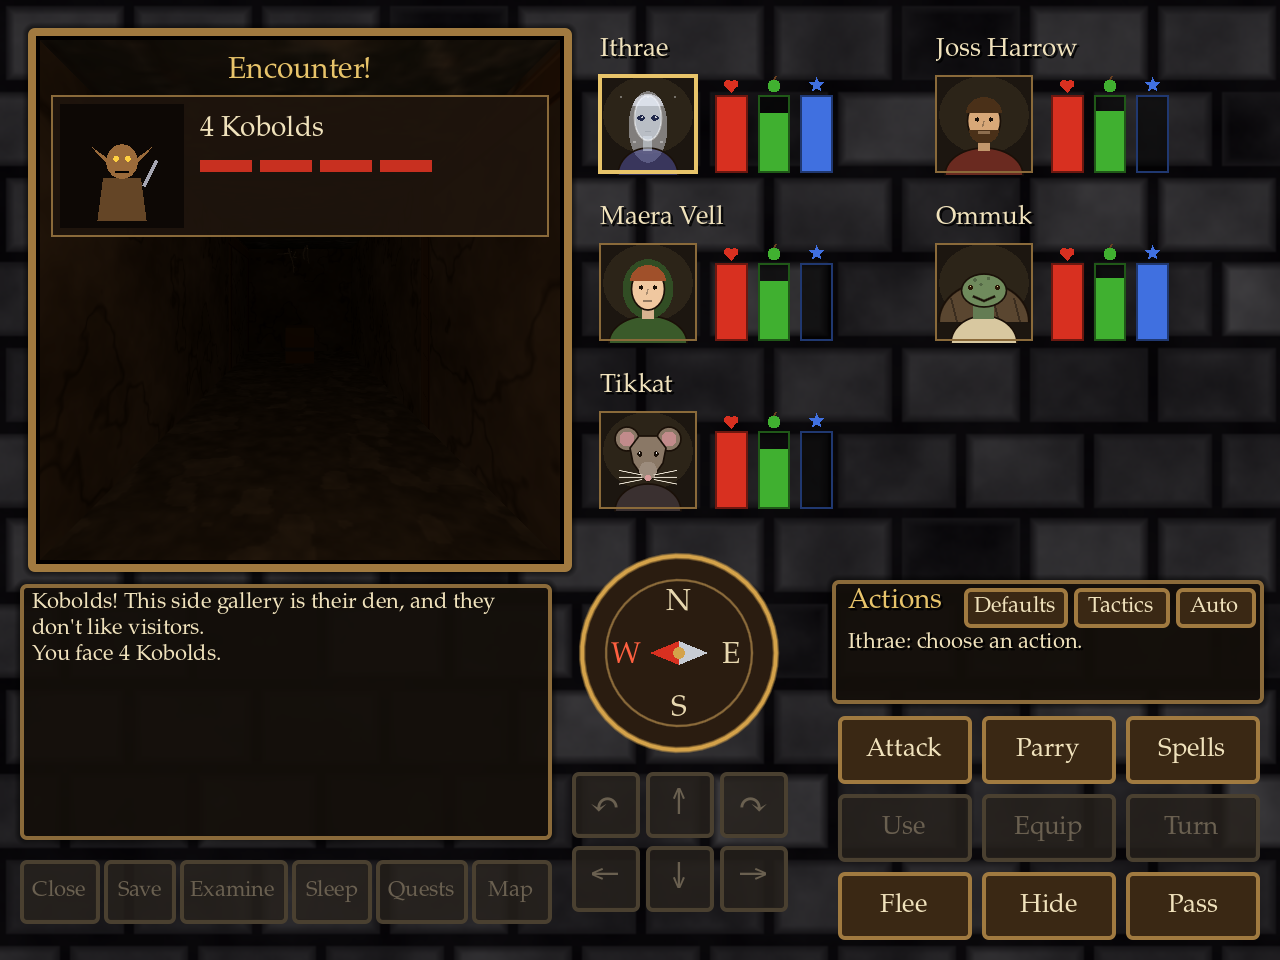 Encounter!
4 Kobolds
Ithrae
Joss Harrow
Maera Vell
Ommuk
Tikkat
Kobolds! This side gallery is their den, and they
don't like visitors.
You face 4 Kobolds.
N
W
E
S
Actions
Defaults
Tactics
Auto
Ithrae: choose an action.
Attack
Parry
Spells
Use
Equip
Turn
Flee
Hide
Pass
Close
Save
Examine
Sleep
Quests
Map